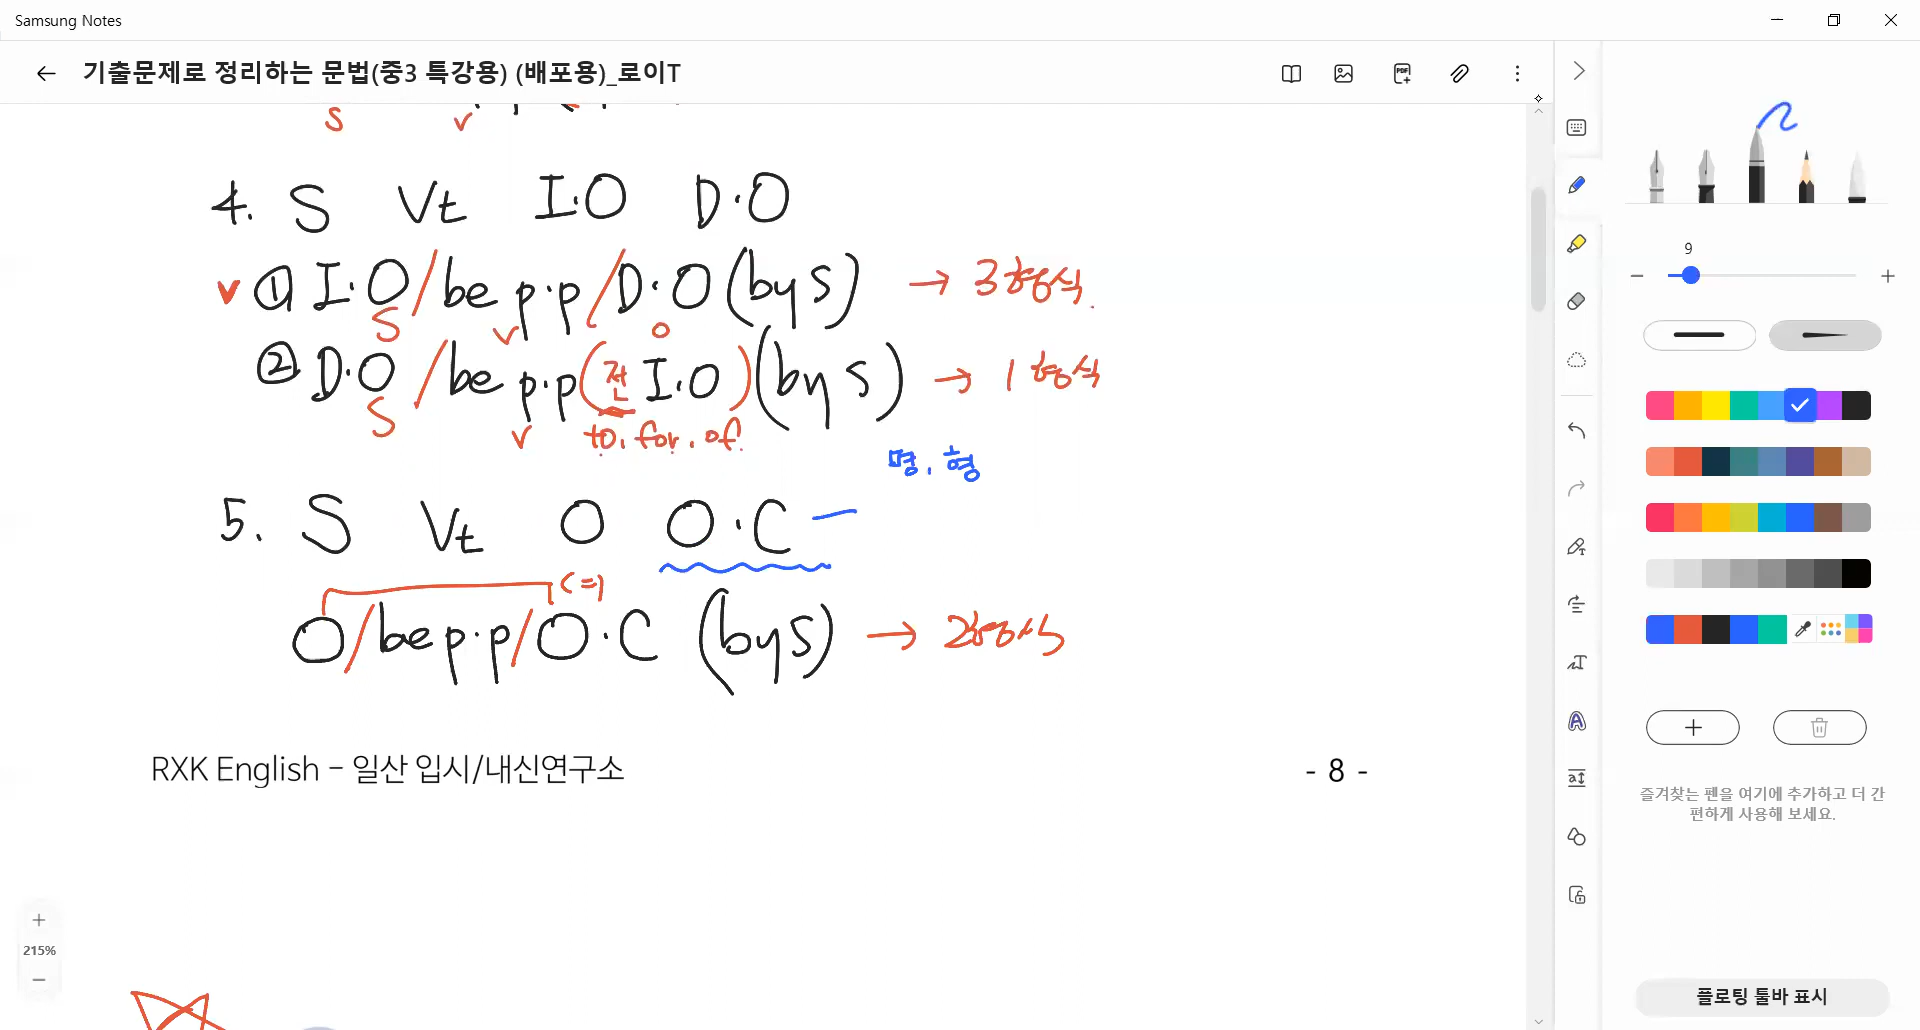 Samsung Notes
기출문제로 정리하는 문법(중3 특강용) (배포용)_로이T
S V
4. S Vt I.O D.O
V ① I.O / be p.p / D.O (by S) → 3형식.
S V O
② D.O / be p.p (전 I.O) (by S) → 1형식
S V to, for, of
명, 형
5. S Vt O O.C
(=)
O / be p.p / O.C (by S) → 2형식
RXK English - 일산 입시/내신연구소
- 8 -
215%
PDF
9
즐겨찾는 펜을 여기에 추가하고 더 간
편하게 사용해 보세요.
플로팅 툴바 표시